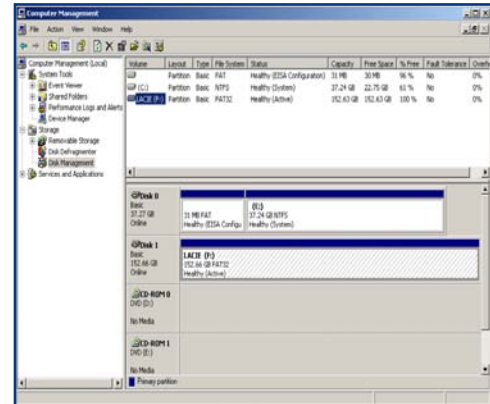 Computer Management
File Action View Window Help
Computer Management (Local)
System Tools
Event Viewer
Shared Folders
Performance Logs and Alerts
Device Manager
Storage
Removable Storage
Disk Defragmenter
Disk Management
Services and Applications
Volume Layout Type File System Status Capacity Free Space % Free Fault Tolerance Overh
Partition Basic FAT Healthy (EISA Configuration) 31 MB 30 MB 96 % No 0%
(C:) Partition Basic NTFS Healthy (System) 37.24 GB 22.75 GB 61 % No 0%
LACIE (F:) Partition Basic FAT32 Healthy (Active) 152.63 GB 152.63 GB 100 % No 0%
Disk 0
Basic
37.27 GB
Online
31 MB FAT
Healthy (EISA Configu
(C:)
37.24 GB NTFS
Healthy (System)
Disk 1
Basic
152.66 GB
Online
LACIE (F:)
152.66 GB FAT32
Healthy (Active)
CD-ROM 0
DVD (D:)
No Media
CD-ROM 1
DVD (E:)
No Media
Primary partition